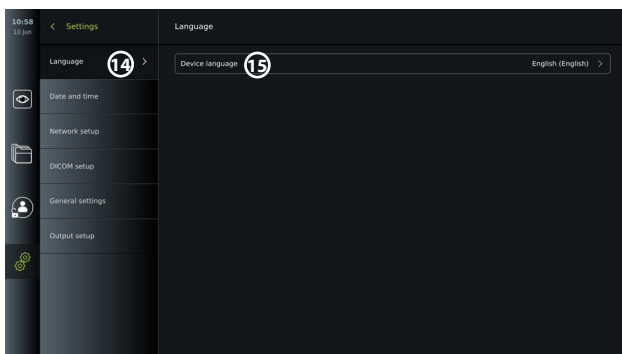 10:58
10 Jun
Settings
Language
Language 14
Device language 15 English (English)
Date and time
Network setup
DICOM setup
General settings
Output setup